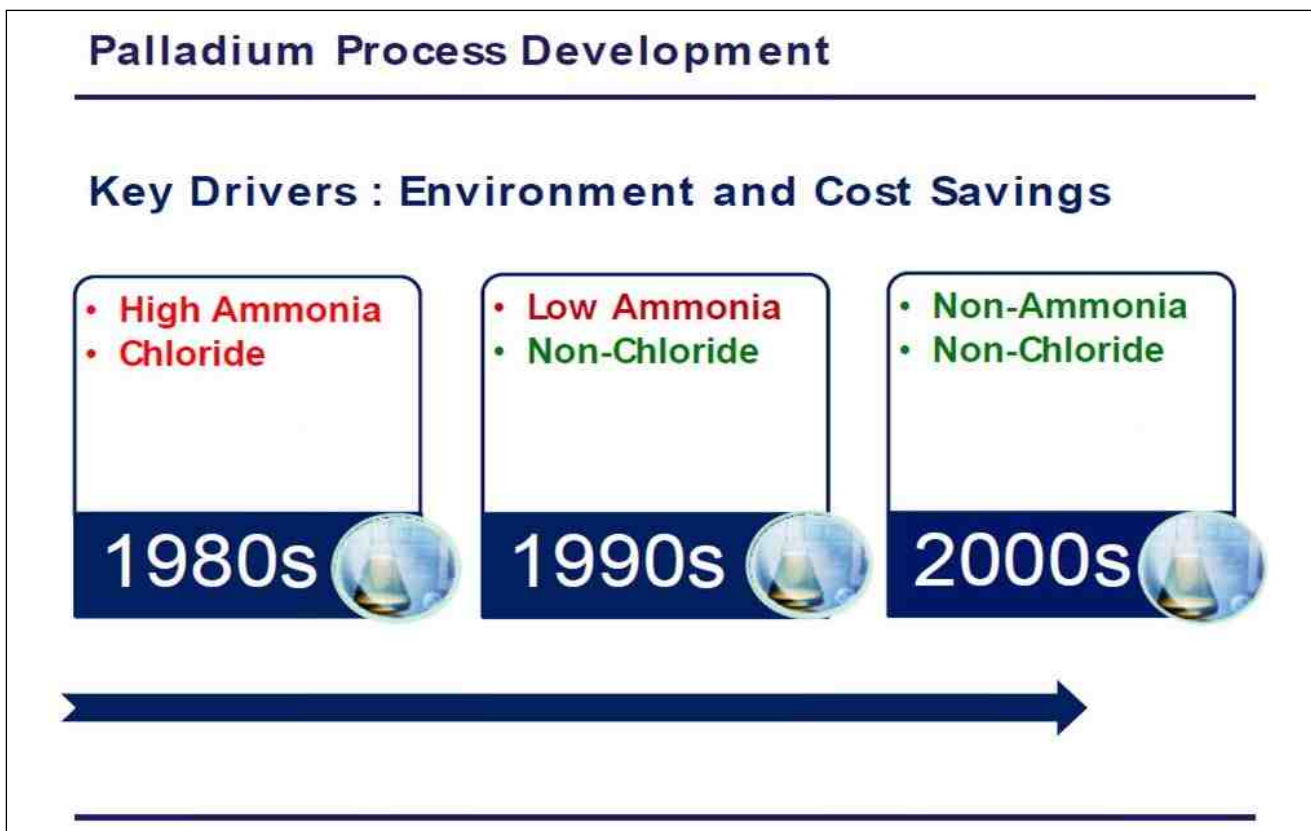 Palladium Process Development
Key Drivers : Environment and Cost Savings
• High Ammonia
• Chloride
1980s
• Low Ammonia
• Non-Chloride
1990s
• Non-Ammonia
• Non-Chloride
2000s